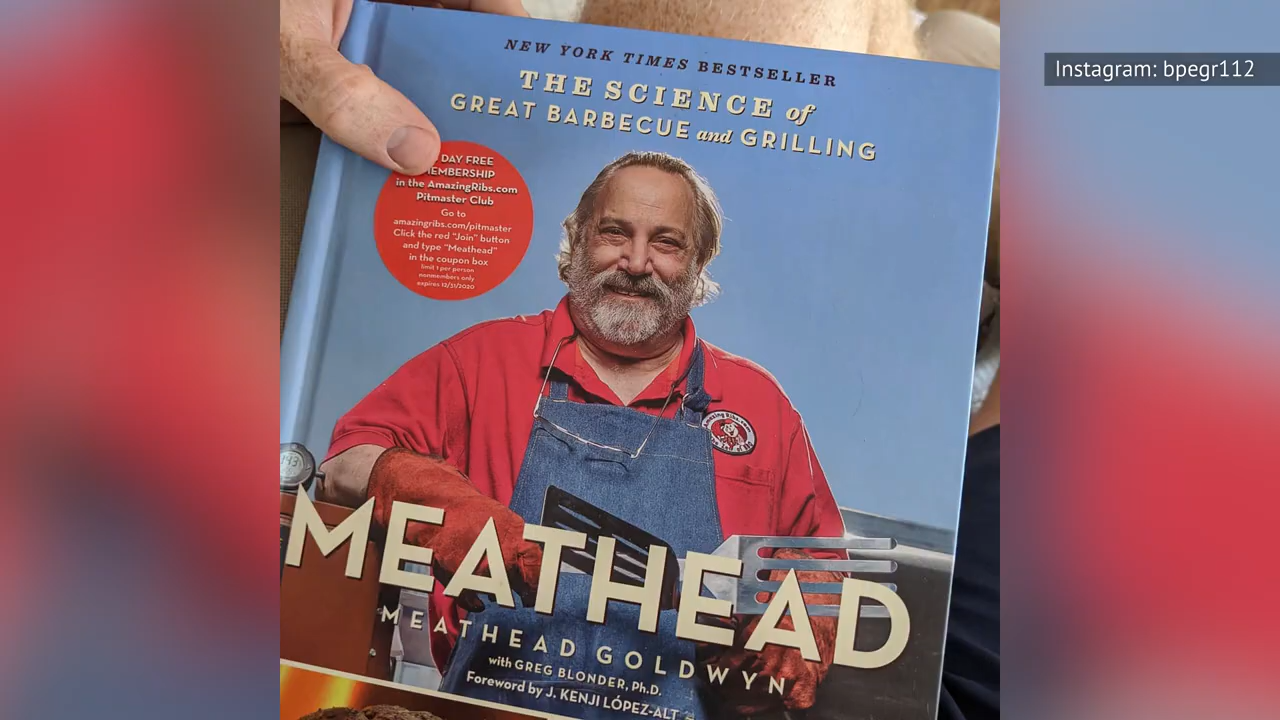 Instagram: bpegr112
NEW YORK TIMES BESTSELLER
THE SCIENCE of
GREAT BARBECUE and GRILLING
DAY FREE
MEMBERSHIP
in the AmazingRibs.com
Pitmaster Club
Go to
amazingribs.com/pitmaster
Click the red "Join" button
and type "Meathead"
in the coupon box
limit 1 per person
nonmembers only
expires 12/31/2020
MEATHEAD
MEATHEAD GOLDWYN
with GREG BLONDER, Ph.D.
Foreword by J. KENJI LÓPEZ-ALT